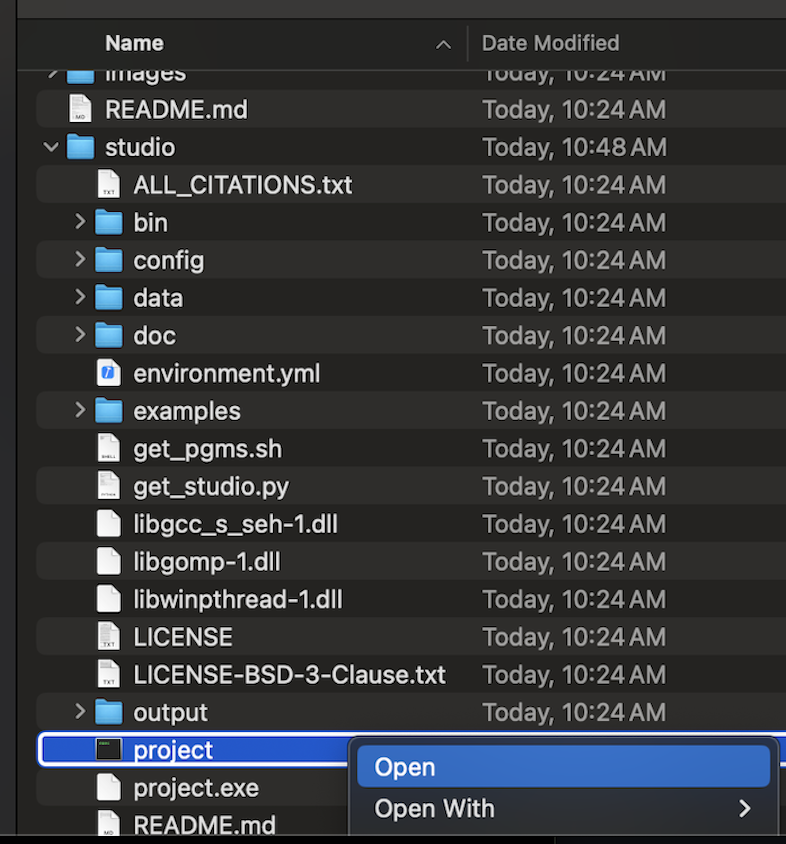 Name Date Modified
images Today, 10:24 AM
README.md Today, 10:24 AM
studio Today, 10:48 AM
ALL_CITATIONS.txt Today, 10:24 AM
bin Today, 10:24 AM
config Today, 10:24 AM
data Today, 10:24 AM
doc Today, 10:24 AM
environment.yml Today, 10:24 AM
examples Today, 10:24 AM
get_pgms.sh Today, 10:24 AM
get_studio.py Today, 10:24 AM
libgcc_s_seh-1.dll Today, 10:24 AM
libgomp-1.dll Today, 10:24 AM
libwinpthread-1.dll Today, 10:24 AM
LICENSE Today, 10:24 AM
LICENSE-BSD-3-Clause.txt Today, 10:24 AM
output Today, 10:24 AM
project
Open
project.exe
Open With
README.md